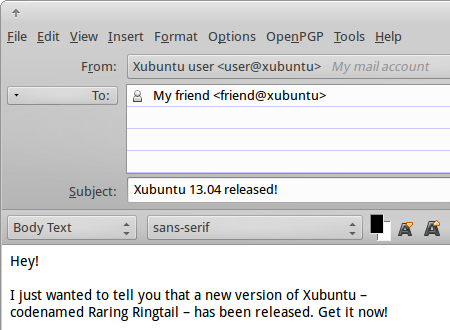 File Edit View Insert Format Options OpenPGP Tools Help
From: Xubuntu user <user@xubuntu> My mail account
To: My friend <friend@xubuntu>
Subject: Xubuntu 13.04 released!
Body Text sans-serif
Hey!
I just wanted to tell you that a new version of Xubuntu –
codenamed Raring Ringtail – has been released. Get it now!